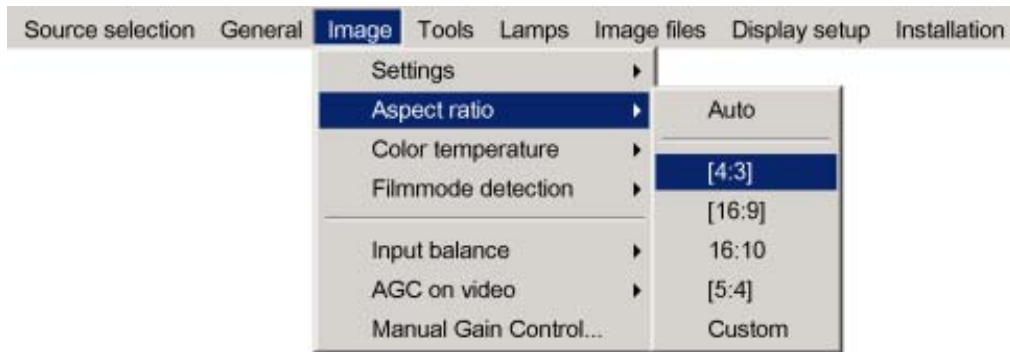 Source selection General Image Tools Lamps Image files Display setup Installation
Settings
Aspect ratio
Color temperature
Filmmode detection
Input balance
AGC on video
Manual Gain Control...
Auto
[4:3]
[16:9]
16:10
[5:4]
Custom